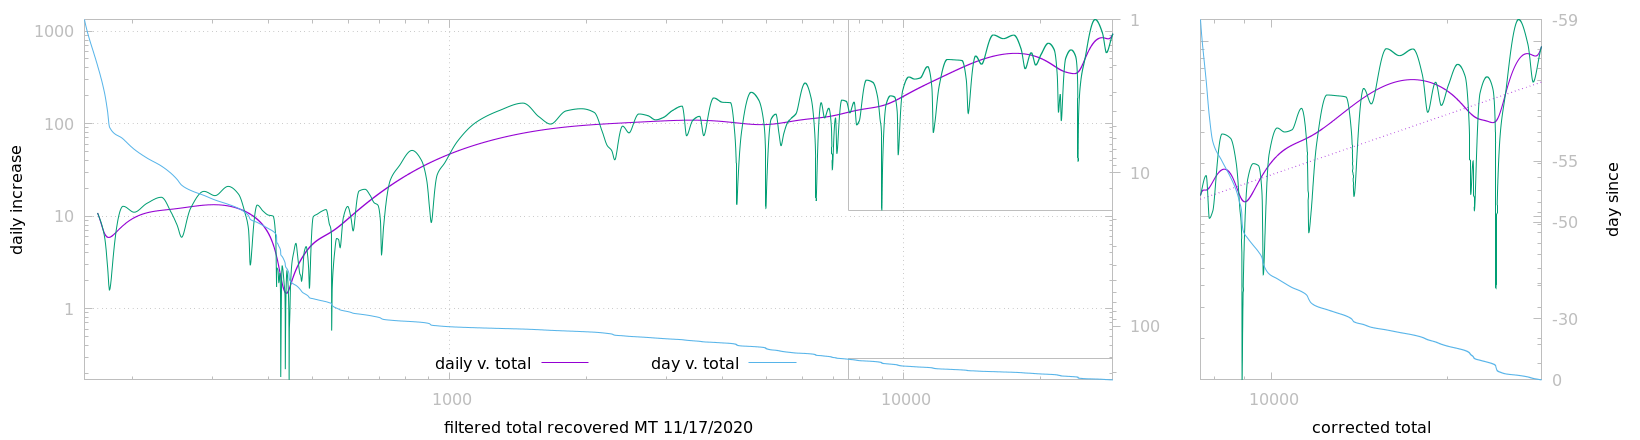 1000
100
10
1
daily increase
1000
10000
filtered total recovered MT 11/17/2020
daily v. total
day v. total
1
10
100
10000
corrected total
-59
-55
-50
-30
0
day since